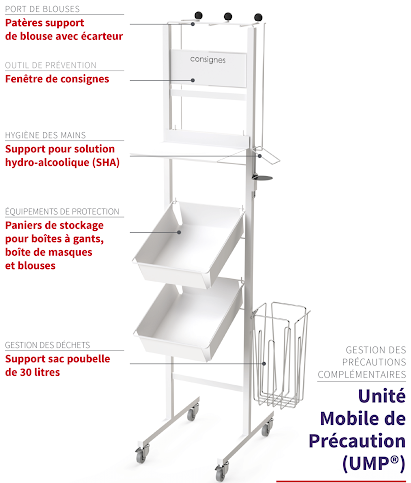 PORT DE BLOUSES
Patères support
de blouse avec écarteur
OUTIL DE PRÉVENTION
Fenêtre de consignes
consignes
HYGIÈNE DES MAINS
Support pour solution
hydro-alcoolique (SHA)
ÉQUIPEMENTS DE PROTECTION
Paniers de stockage
pour boîtes à gants,
boîte de masques
et blouses
GESTION DES DÉCHETS
Support sac poubelle
de 30 litres
GESTION DES
PRÉCAUTIONS
COMPLÉMENTAIRES
Unité
Mobile de
Précaution
(UMP®)